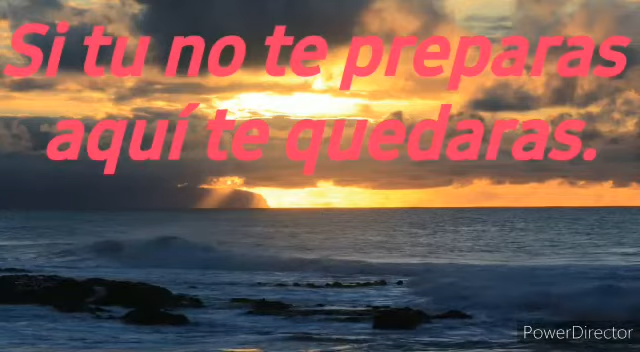 Si tu no te preparas
aquí te quedaras.
PowerDirector